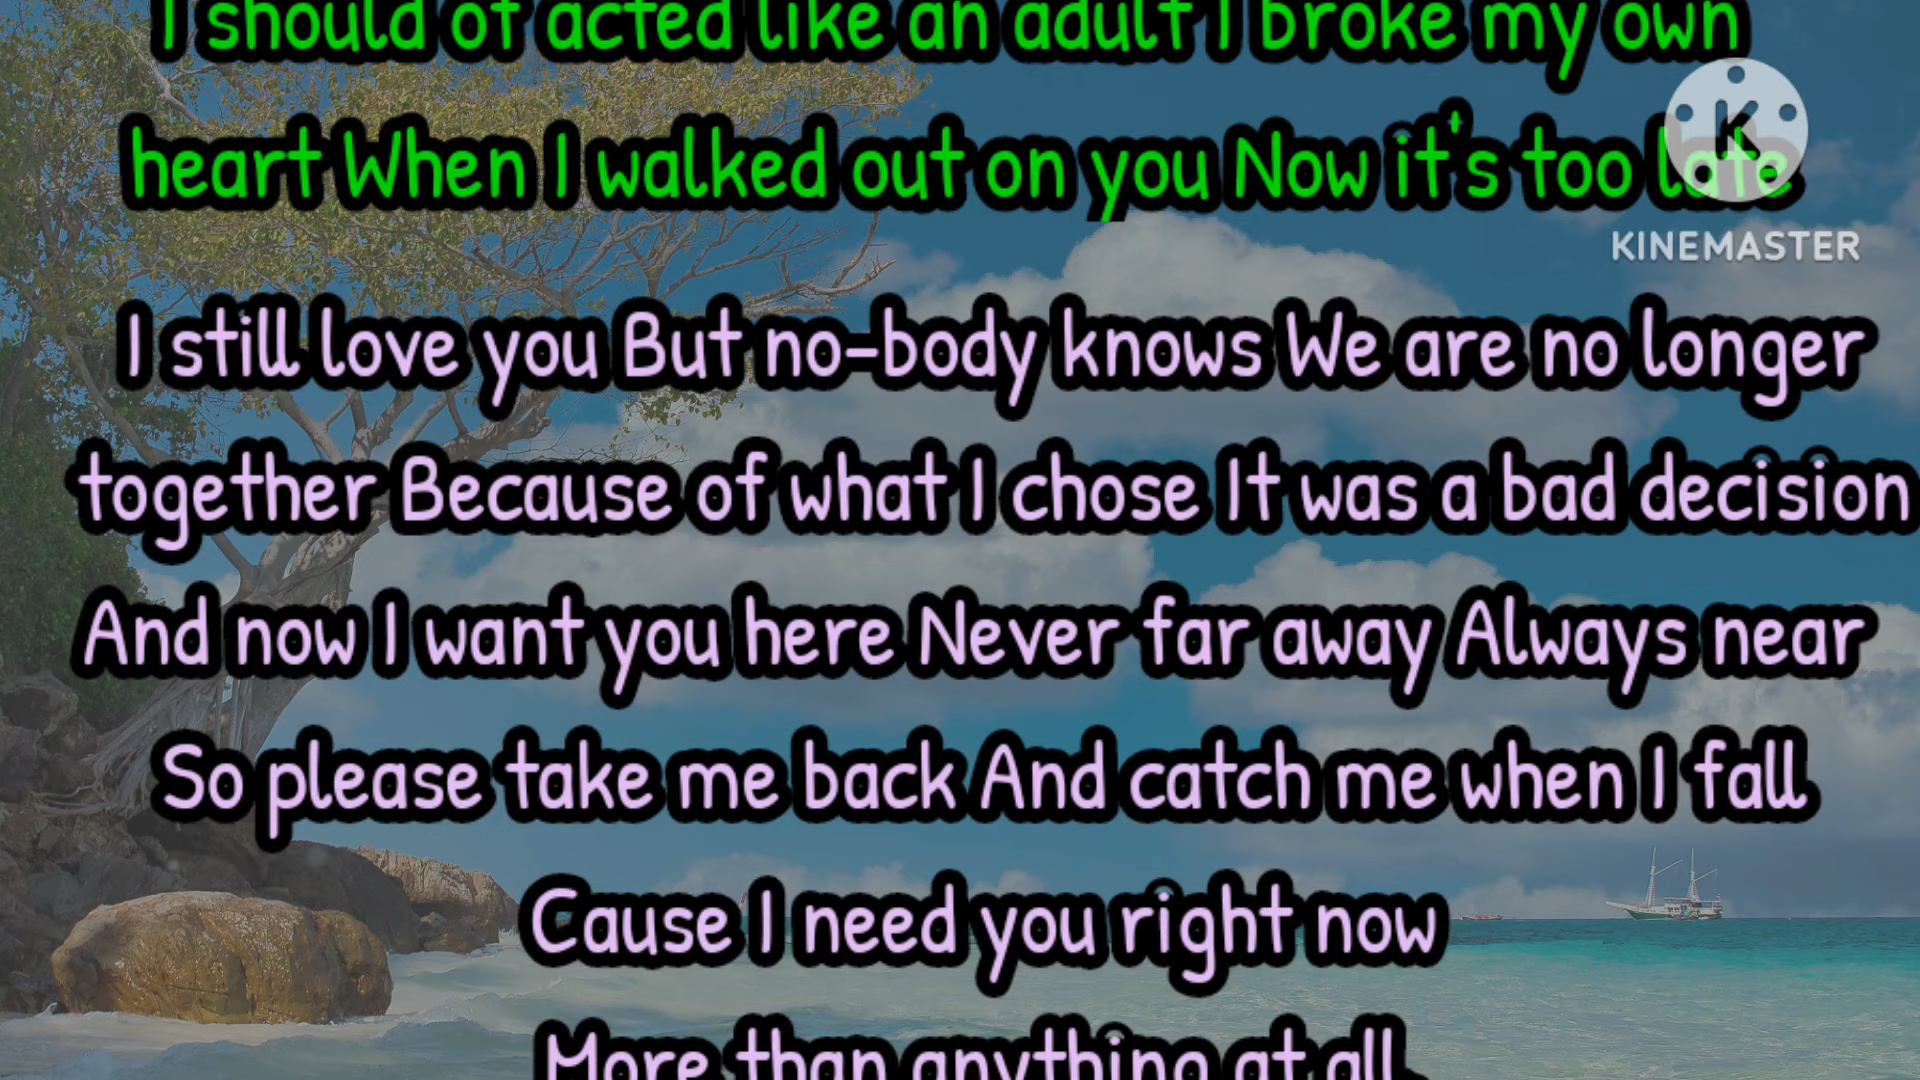 I should of acted like an adult I broke my own
heart When I walked out on you Now it's too late
KINEMASTER
I still love you But no-body knows We are no longer
together Because of what I chose It was a bad decision
And now I want you here Never far away Always near
So please take me back And catch me when I fall
Cause I need you right now
More than anything at all